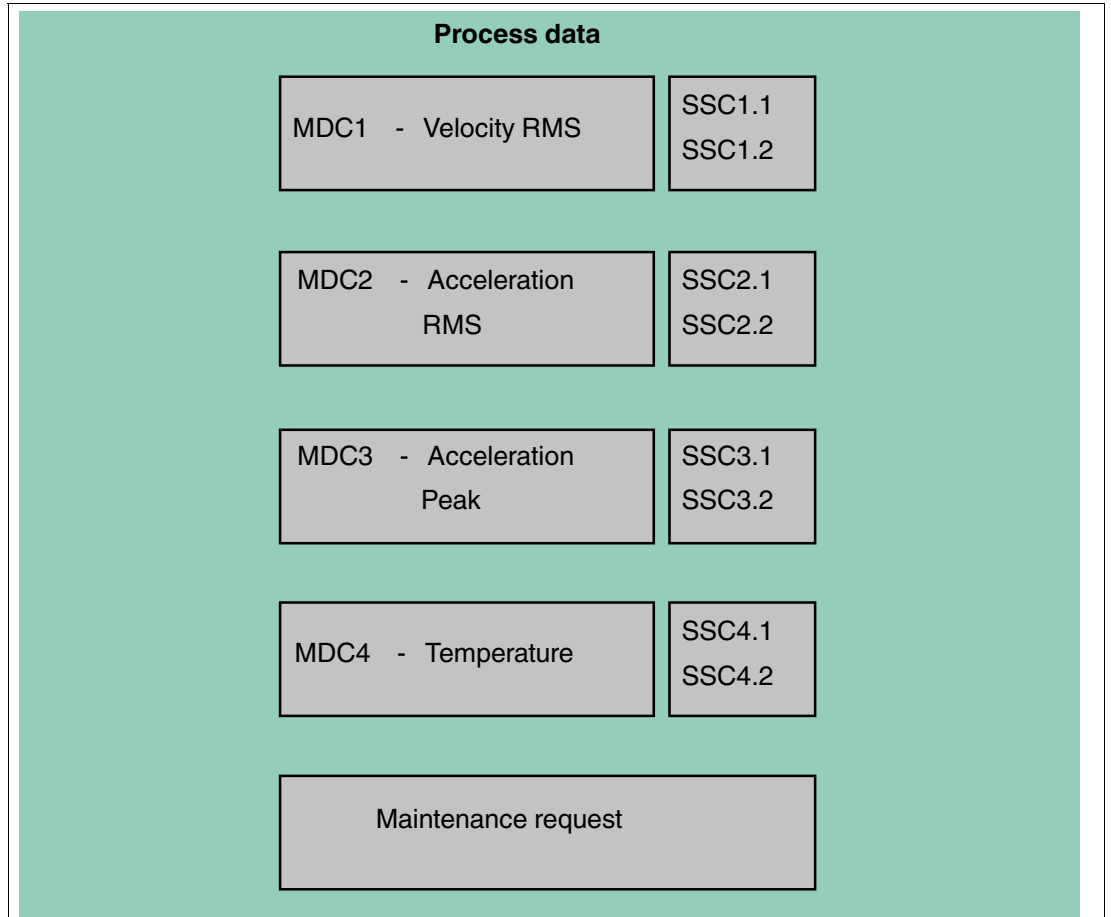 Process data
MDC1 - Velocity RMS
SSC1.1
SSC1.2
MDC2 - Acceleration
RMS
SSC2.1
SSC2.2
MDC3 - Acceleration
Peak
SSC3.1
SSC3.2
MDC4 - Temperature
SSC4.1
SSC4.2
Maintenance request